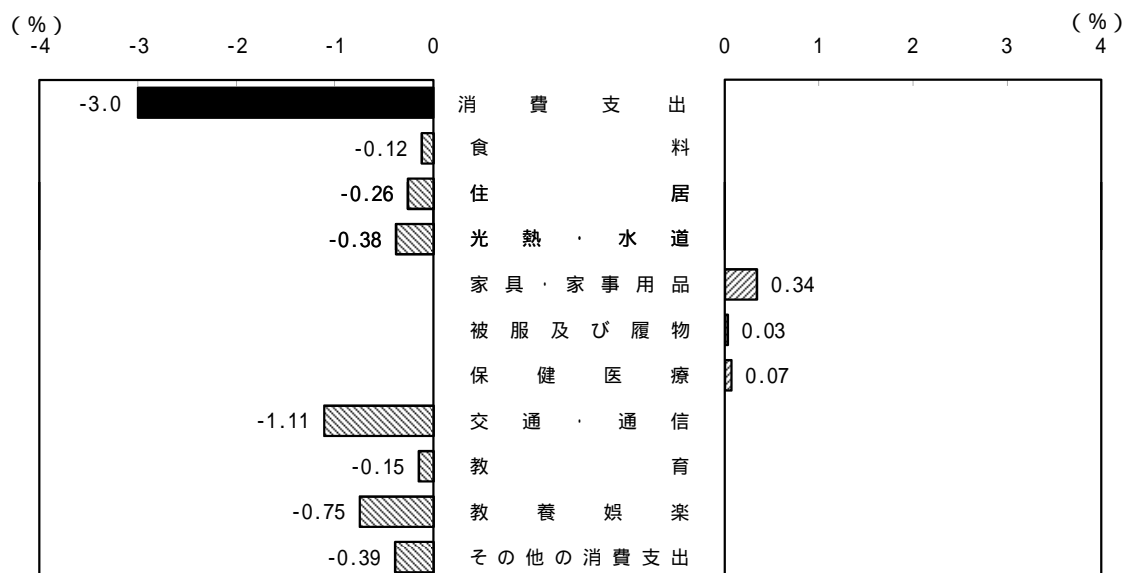 (%) (%)
-4 -3 -2 -1 0 0 1 2 3 4
-3.0 消費支出
-0.12 食料
-0.26 住居
-0.38 光熱・水道
家具・家事用品 0.34
被服及び履物 0.03
保健医療 0.07
-1.11 交通・通信
-0.15 教育
-0.75 教養娯楽
-0.39 その他の消費支出